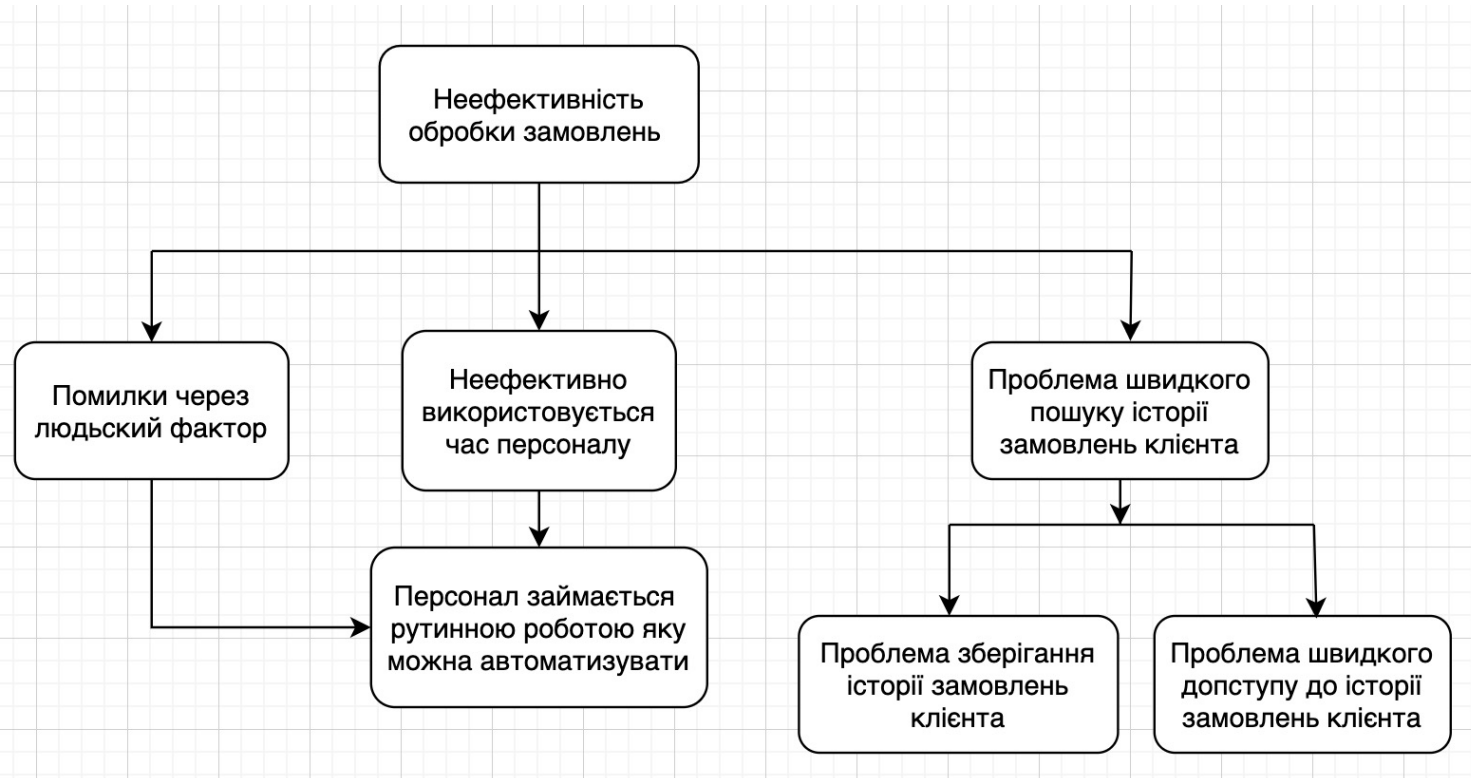 Неефективність
обробки замовлень
Помилки через
людьский фактор
Неефективно
використовується
час персоналу
Проблема швидкого
пошуку історії
замовлень клієнта
Персонал займається
рутинною роботою яку
можна автоматизувати
Проблема зберігання
історії замовлень
клієнта
Проблема швидкого
допступу до історії
замовлень клієнта